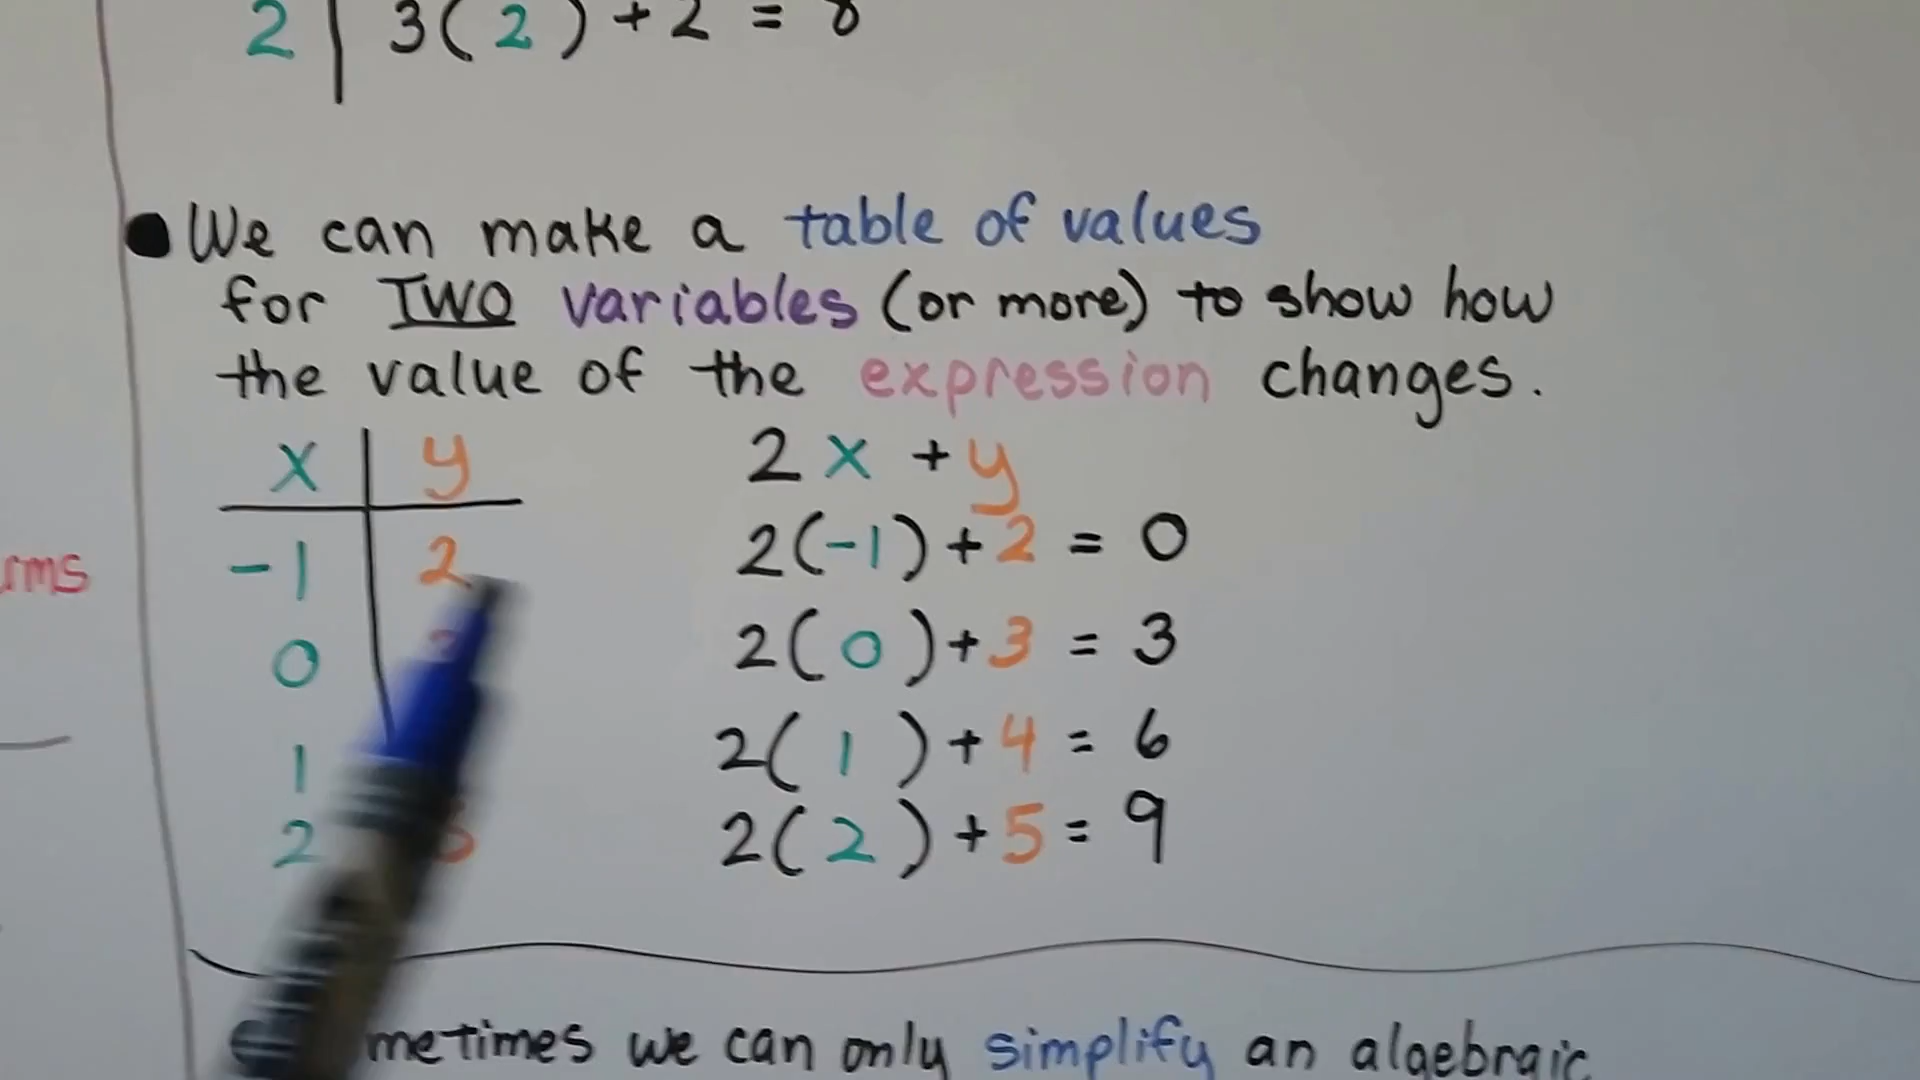 2 | 3(2) + 2 = 8
• We can make a table of values
for TWO variables (or more) to show how
the value of the expression changes.
x | y 2x + y
-1 | 2 2(-1) + 2 = 0
0 2(0) + 3 = 3
1 2(1) + 4 = 6
2 5 2(2) + 5 = 9
rms
metimes we can only simplify an algebraic